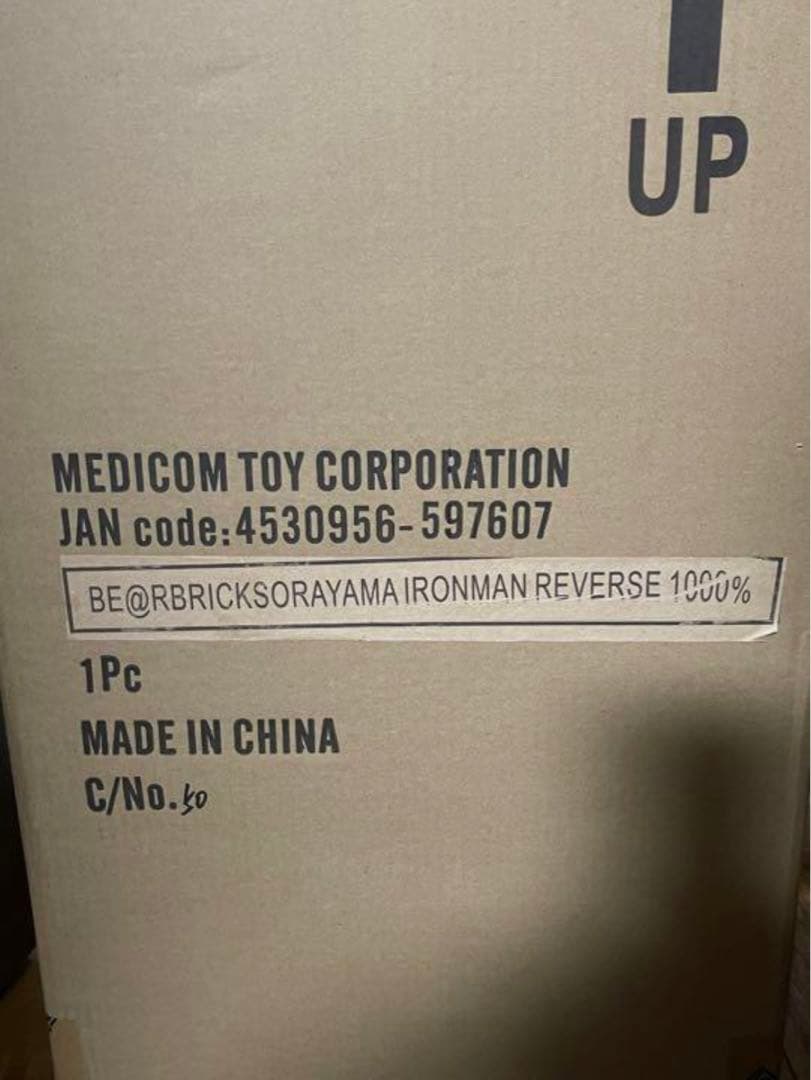 UP
MEDICOM TOY CORPORATION
JAN code:4530956-597607
BE@RBRICKSORAYAMA IRONMAN REVERSE 1000%
1Pc
MADE IN CHINA
C/No.50